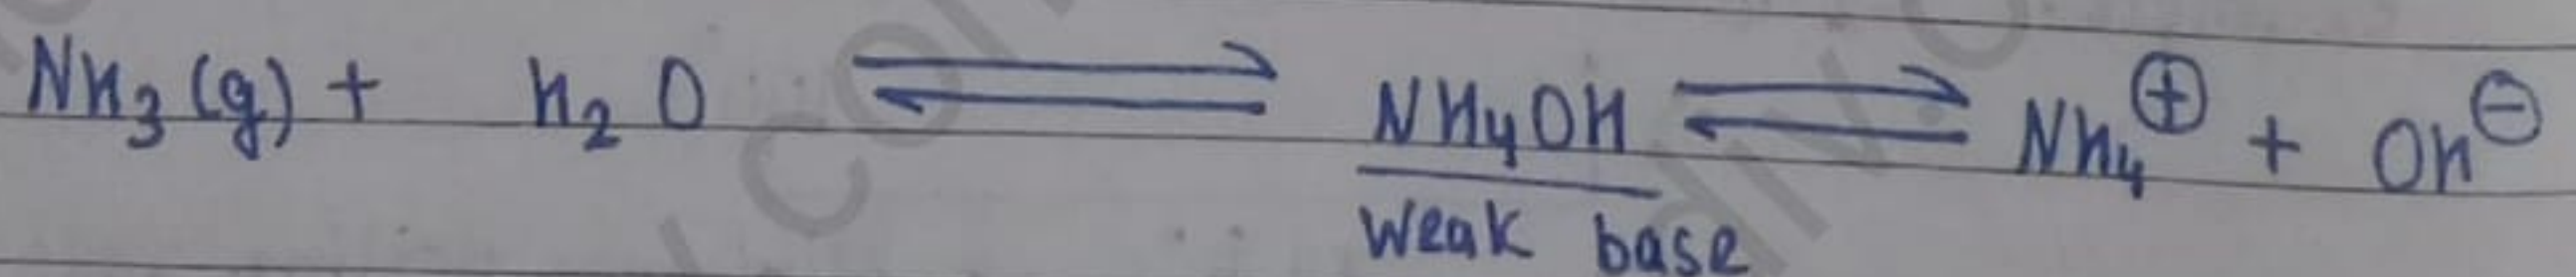 NH₃(g) + H₂O ⇌ NH₄OH ⇌ NH₄⊕ + OH⊖
Weak base